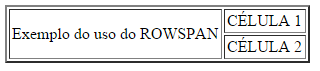 Exemplo do uso do ROWSPAN
CÉLULA 1
CÉLULA 2